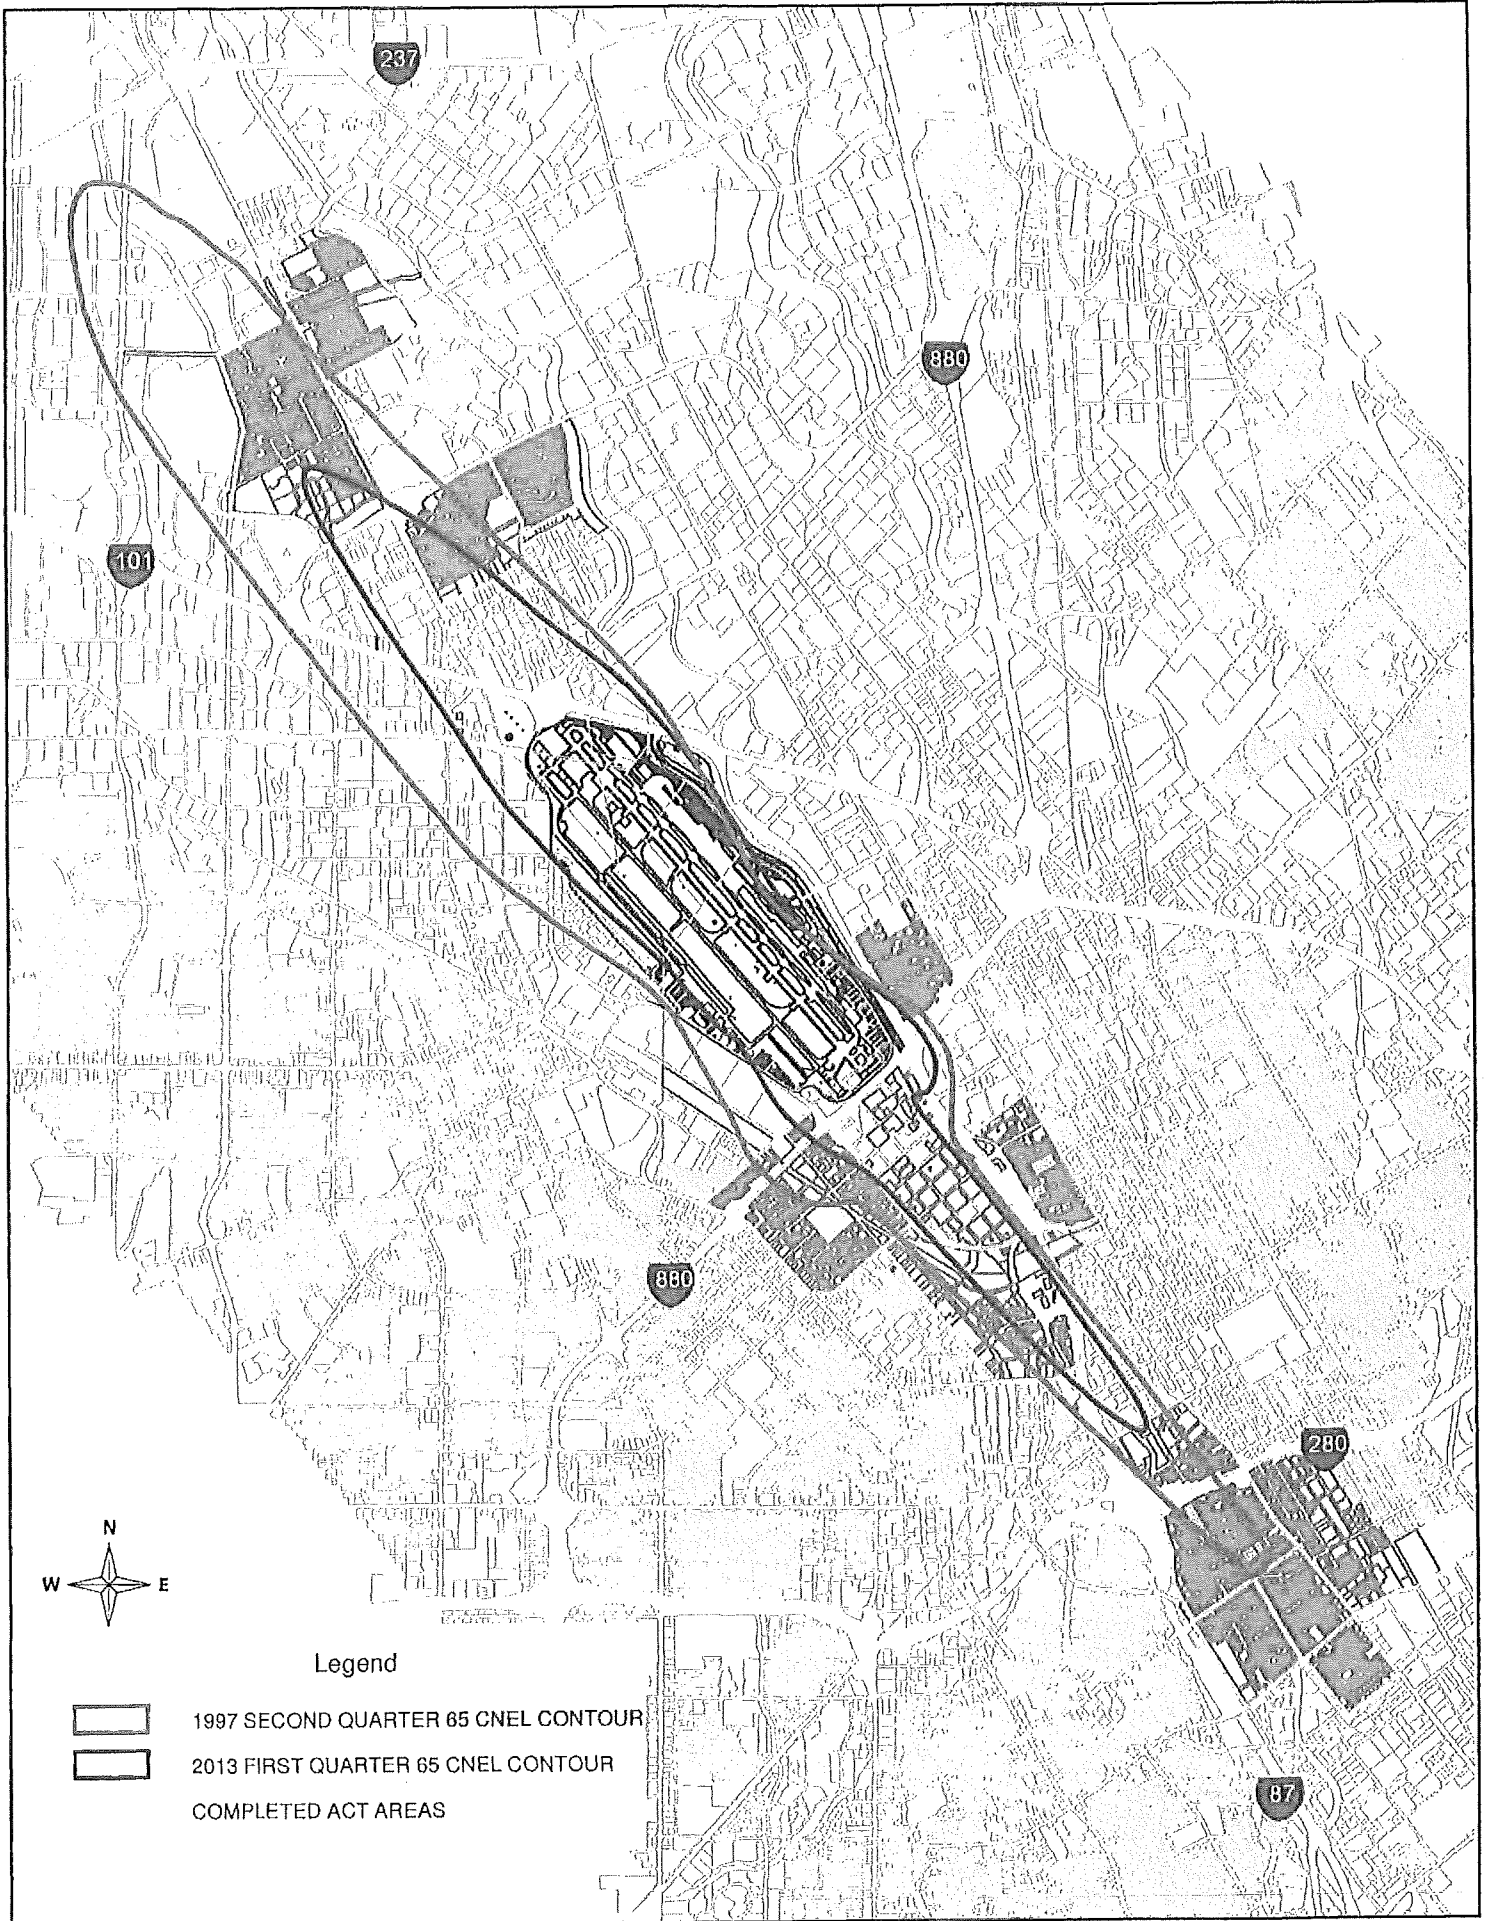 237
880
101
880
280
N
W E
S
Legend
1997 SECOND QUARTER 65 CNEL CONTOUR
2013 FIRST QUARTER 65 CNEL CONTOUR
COMPLETED ACT AREAS
87